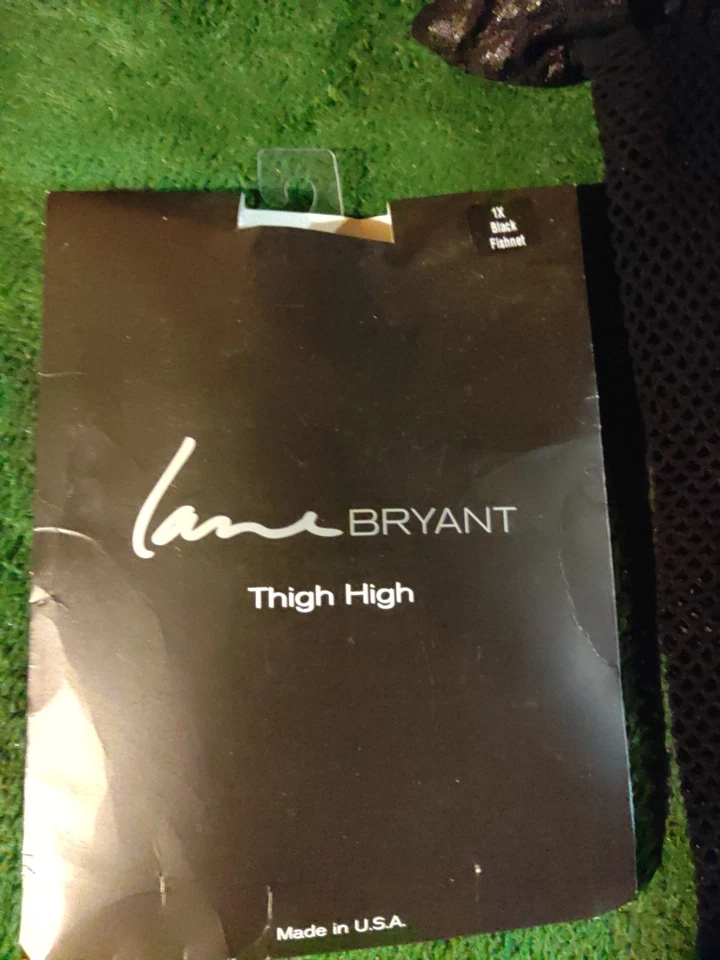 1X
Black
Fishnet
lane BRYANT
Thigh High
Made in U.S.A.